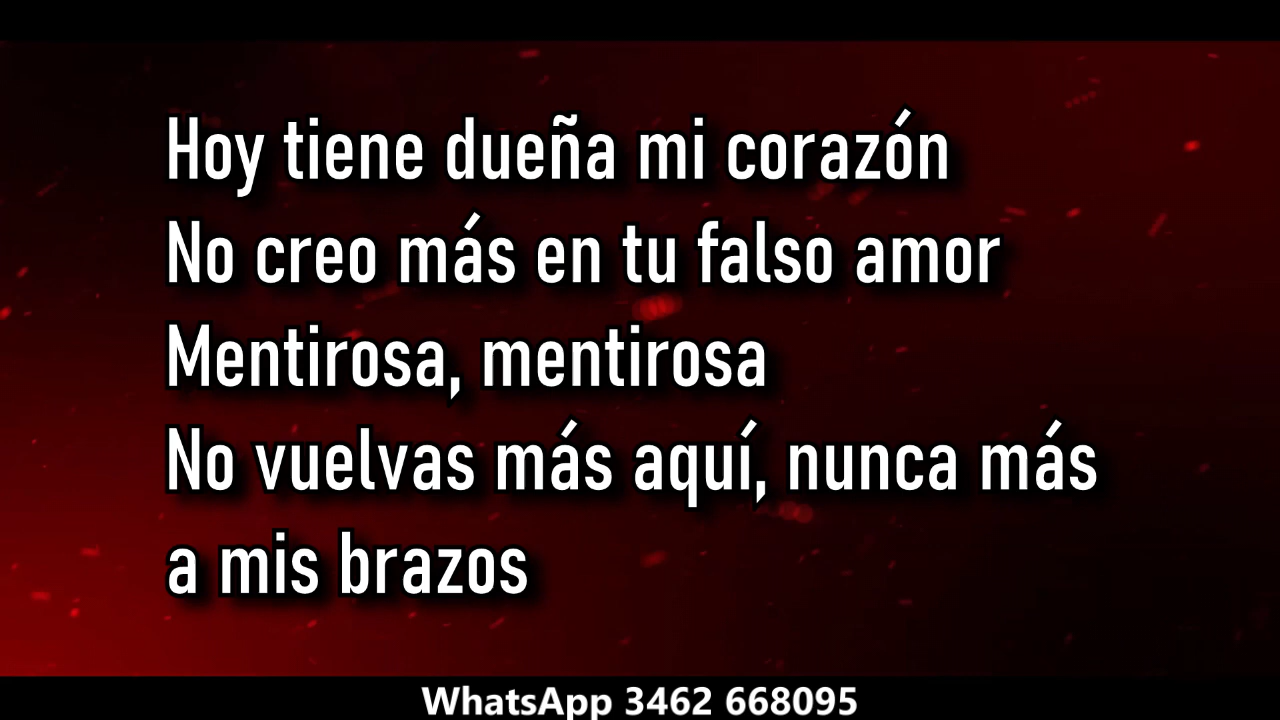 Hoy tiene dueña mi corazón
No creo más en tu falso amor
Mentirosa, mentirosa
No vuelvas más aquí, nunca más
a mis brazos
WhatsApp 3462 668095